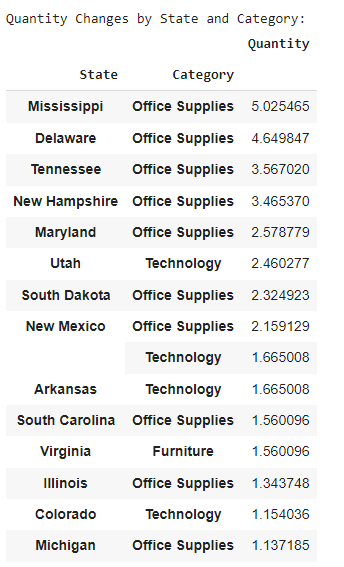 Quantity Changes by State and Category:
Quantity
State Category
Mississippi Office Supplies 5.025465
Delaware Office Supplies 4.649847
Tennessee Office Supplies 3.567020
New Hampshire Office Supplies 3.465370
Maryland Office Supplies 2.578779
Utah Technology 2.460277
South Dakota Office Supplies 2.324923
New Mexico Office Supplies 2.159129
Technology 1.665008
Arkansas Technology 1.665008
South Carolina Office Supplies 1.560096
Virginia Furniture 1.560096
Illinois Office Supplies 1.343748
Colorado Technology 1.154036
Michigan Office Supplies 1.137185